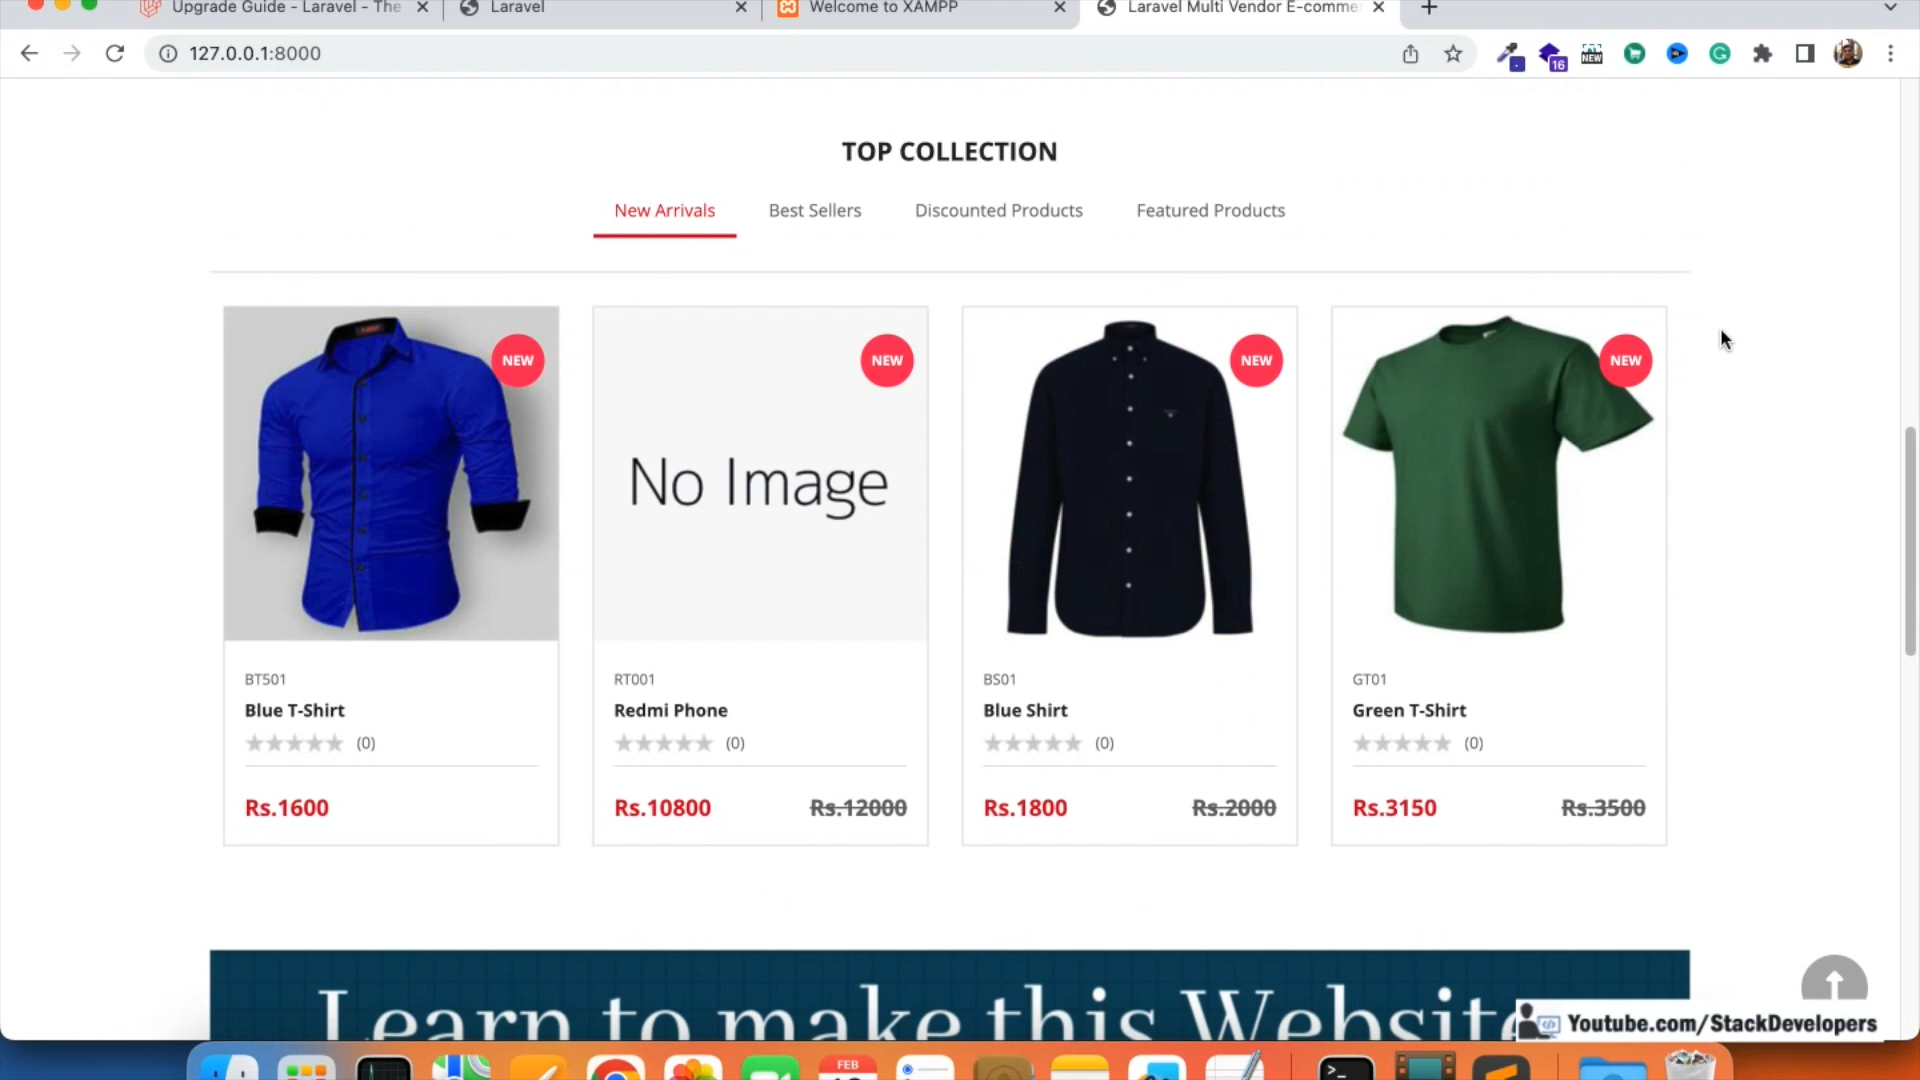 Upgrade Guide - Laravel - The
Laravel
Welcome to XAMPP
Laravel Multi Vendor E-comme
127.0.0.1:8000
16
NEW
TOP COLLECTION
New Arrivals
Best Sellers
Discounted Products
Featured Products
NEW
NEW
NEW
NEW
No Image
BT501
Blue T-Shirt
(0)
Rs.1600
RT001
Redmi Phone
(0)
Rs.10800 Rs.12000
BS01
Blue Shirt
(0)
Rs.1800 Rs.2000
GT01
Green T-Shirt
(0)
Rs.3150 Rs.3500
Learn to make this Website
Youtube.com/StackDevelopers
FEB